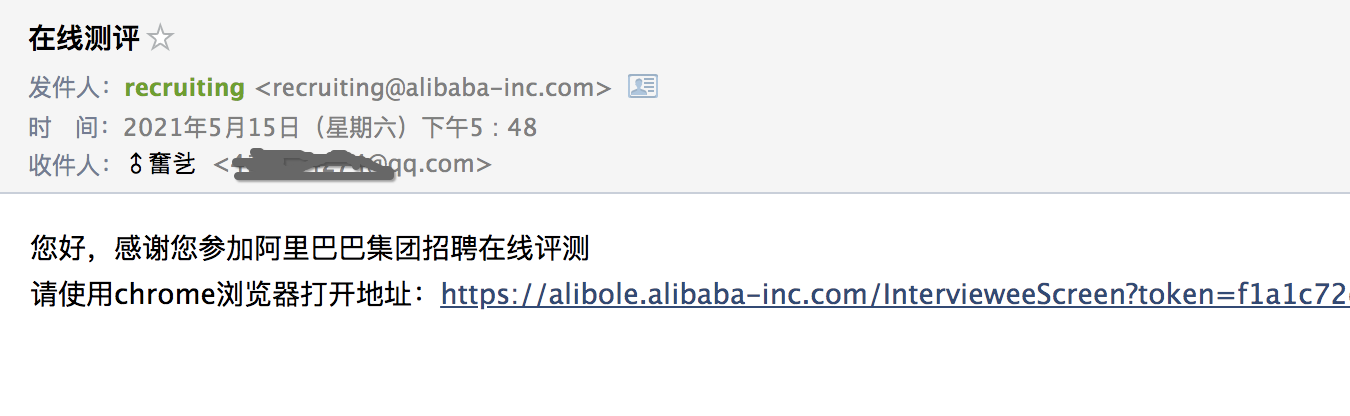 在线测评
发件人：recruiting <recruiting@alibaba-inc.com>
时 间：2021年5月15日（星期六）下午5 : 48
收件人：<@qq.com>
您好，感谢您参加阿里巴巴集团招聘在线评测
请使用chrome浏览器打开地址：https://alibole.alibaba-inc.com/IntervieweeScreen?token=f1a1c72